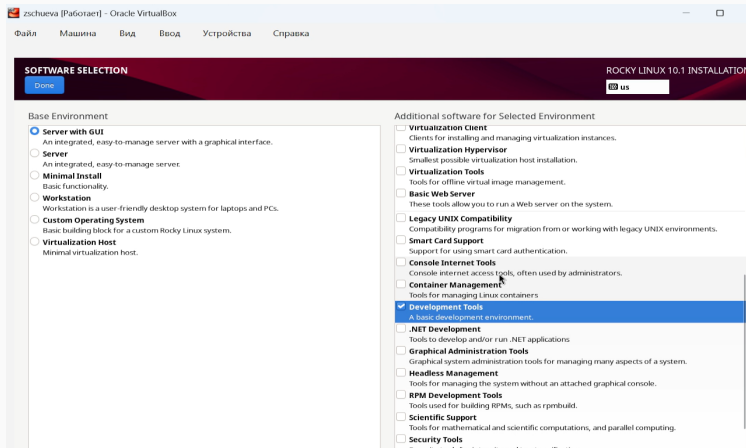 zschueva [Работает] - Oracle VirtualBox
Файл Машина Вид Ввод Устройства Справка
SOFTWARE SELECTION
ROCKY LINUX 10.1 INSTALLATIO
Done
us
Base Environment
Server with GUI
An integrated, easy-to-manage server with a graphical interface.
Server
An integrated, easy-to-manage server.
Minimal Install
Basic functionality.
Workstation
Workstation is a user-friendly desktop system for laptops and PCs.
Custom Operating System
Basic building block for a custom Rocky Linux system.
Virtualization Host
Minimal virtualization host.
Additional software for Selected Environment
Virtualization Client
Clients for installing and managing virtualization instances.
Virtualization Hypervisor
Smallest possible virtualization host installation.
Virtualization Tools
Tools for offline virtual image management.
Basic Web Server
These tools allow you to run a Web server on the system.
Legacy UNIX Compatibility
Compatibility programs for migration from or working with legacy UNIX environments.
Smart Card Support
Support for using smart card authentication.
Console Internet Tools
Console internet access tools, often used by administrators.
Container Management
Tools for managing Linux containers
Development Tools
A basic development environment.
.NET Development
Tools to develop and/or run .NET applications
Graphical Administration Tools
Graphical system administration tools for managing many aspects of a system.
Headless Management
Tools for managing the system without an attached graphical console.
RPM Development Tools
Tools used for building RPMs, such as rpmbuild.
Scientific Support
Tools for mathematical and scientific computations, and parallel computing.
Security Tools